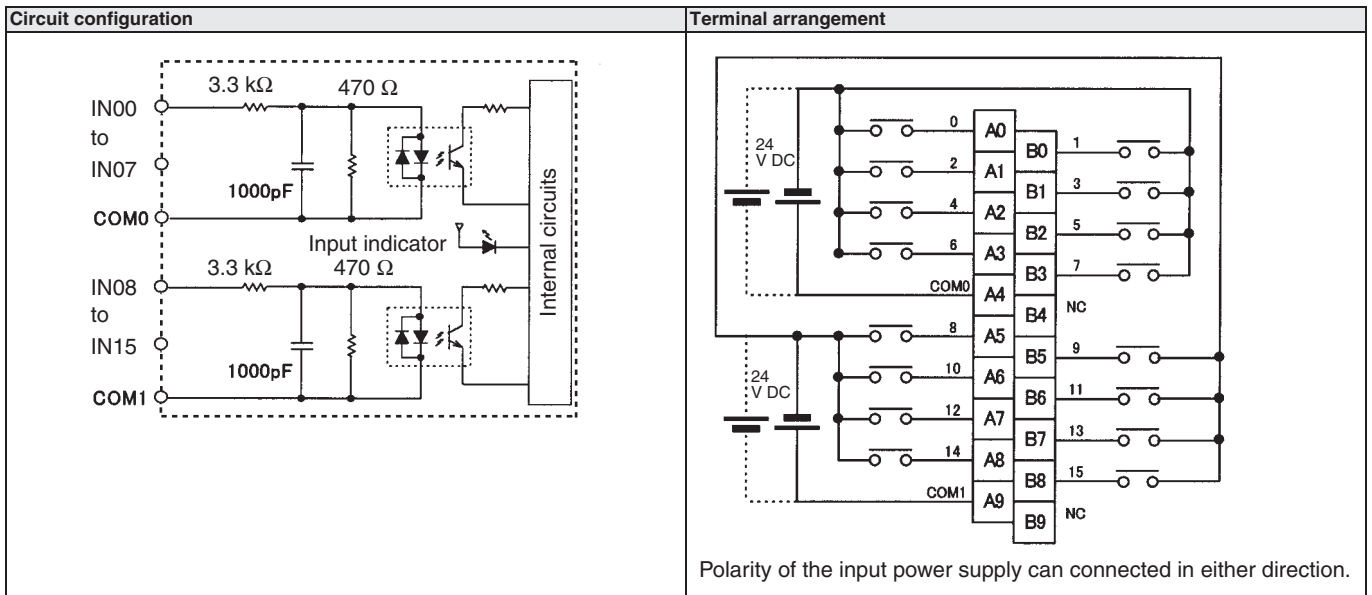 Circuit configuration
Terminal arrangement
3.3 kΩ
470 Ω
IN00
to
IN07
1000pF
COM0
Input indicator
Internal circuits
3.3 kΩ
470 Ω
IN08
to
IN15
1000pF
COM1
24
V DC
0
A0
B0
1
2
A1
B1
3
4
A2
B2
5
6
A3
B3
7
COM0
A4
B4
NC
8
A5
B5
9
24
V DC
10
A6
B6
11
12
A7
B7
13
14
A8
B8
15
COM1
A9
B9
NC
Polarity of the input power supply can connected in either direction.